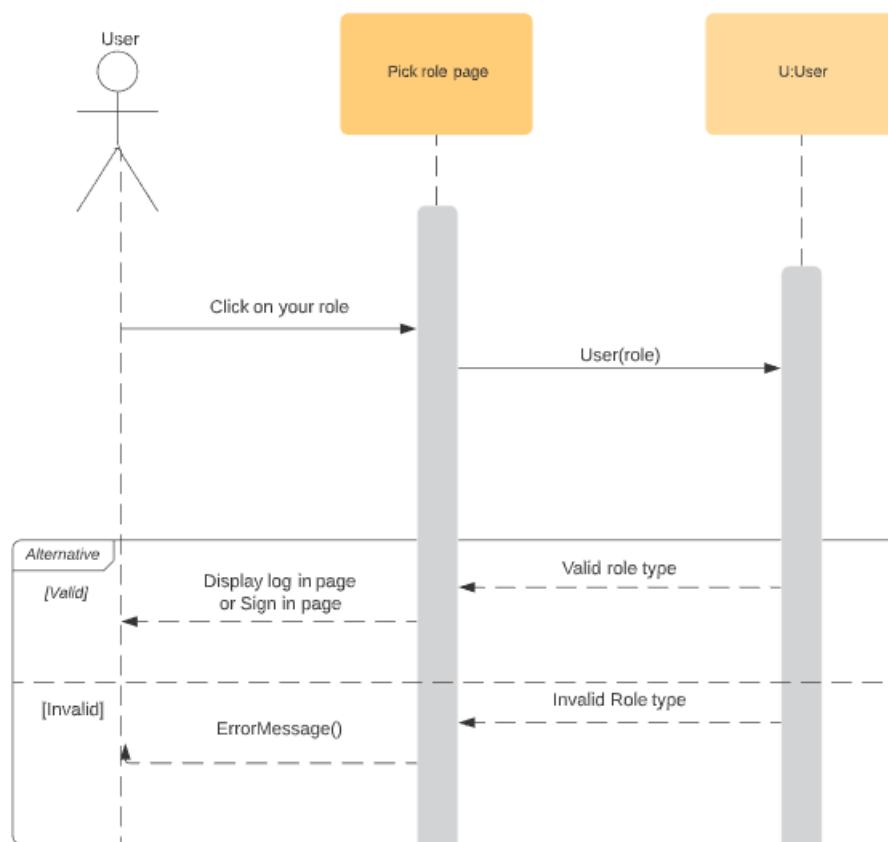 User
Pick role page
U:User
Click on your role
User(role)
Alternative
[Valid]
Valid role type
Display log in page
or Sign in page
[Invalid]
Invalid Role type
ErrorMessage()